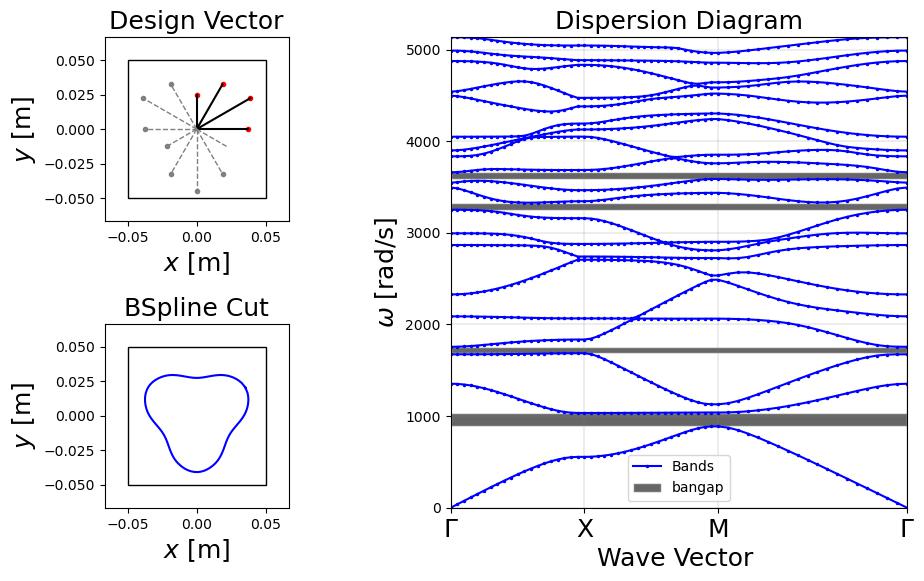 Design Vector
0.050
0.025
0.000
−0.025
−0.050
y [m]
−0.05
0.00
0.05
x [m]
BSpline Cut
0.050
0.025
0.000
−0.025
−0.050
y [m]
−0.05
0.00
0.05
x [m]
Dispersion Diagram
5000
4000
3000
2000
1000
0
ω [rad/s]
Bands
bangap
Γ
X
M
Γ
Wave Vector